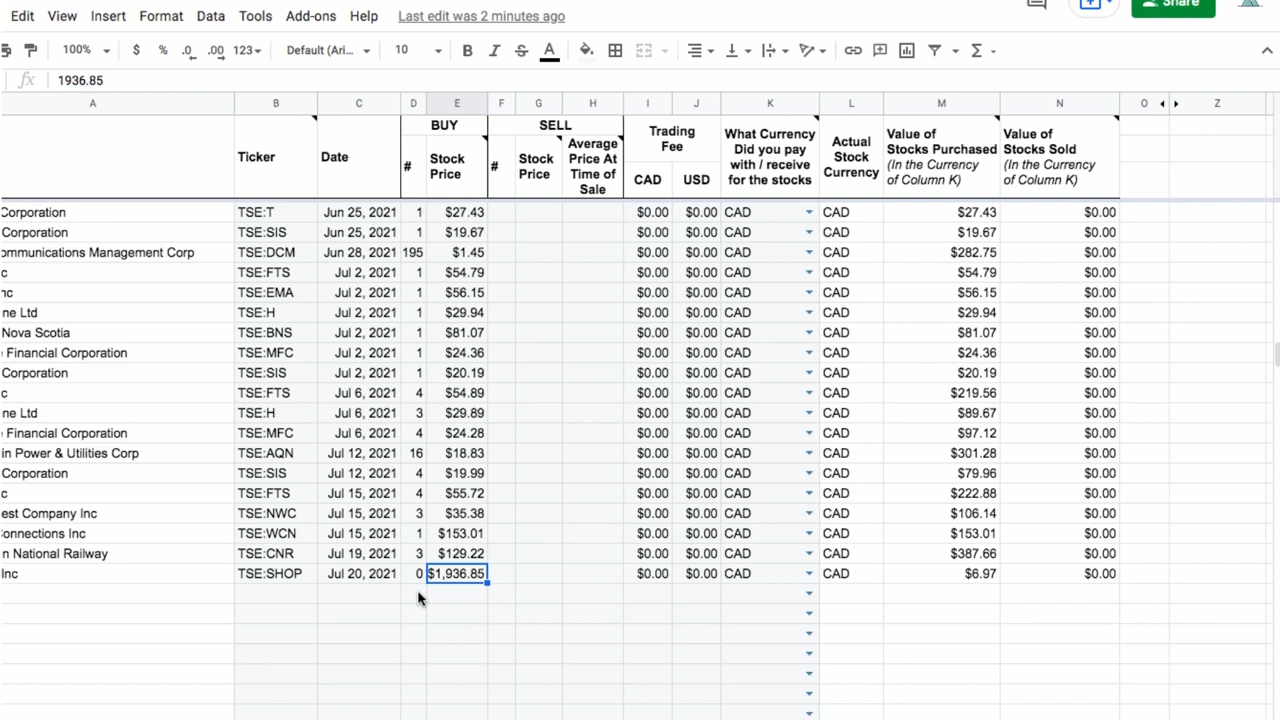 Edit View Insert Format Data Tools Add-ons Help Last edit was 2 minutes ago Share
100% $ % .0 .00 123 Default (Ari... 10 B I S A
fx 1936.85
A B C D E F G H I J K L M N O Z
BUY SELL
Ticker Date # Stock Price # Stock Price Average Price At Time of Sale Trading Fee CAD USD What Currency Did you pay with / receive for the stocks Actual Stock Currency Value of Stocks Purchased (In the Currency of Column K) Value of Stocks Sold (In the Currency of Column K)
Corporation TSE:T Jun 25, 2021 1 $27.43 $0.00 $0.00 CAD CAD $27.43 $0.00
Corporation TSE:SIS Jun 25, 2021 1 $19.67 $0.00 $0.00 CAD CAD $19.67 $0.00
ommunications Management Corp TSE:DCM Jun 28, 2021 195 $1.45 $0.00 $0.00 CAD CAD $282.75 $0.00
c TSE:FTS Jul 2, 2021 1 $54.79 $0.00 $0.00 CAD CAD $54.79 $0.00
nc TSE:EMA Jul 2, 2021 1 $56.15 $0.00 $0.00 CAD CAD $56.15 $0.00
ne Ltd TSE:H Jul 2, 2021 1 $29.94 $0.00 $0.00 CAD CAD $29.94 $0.00
Nova Scotia TSE:BNS Jul 2, 2021 1 $81.07 $0.00 $0.00 CAD CAD $81.07 $0.00
Financial Corporation TSE:MFC Jul 2, 2021 1 $24.36 $0.00 $0.00 CAD CAD $24.36 $0.00
Corporation TSE:SIS Jul 2, 2021 1 $20.19 $0.00 $0.00 CAD CAD $20.19 $0.00
c TSE:FTS Jul 6, 2021 4 $54.89 $0.00 $0.00 CAD CAD $219.56 $0.00
ne Ltd TSE:H Jul 6, 2021 3 $29.89 $0.00 $0.00 CAD CAD $89.67 $0.00
Financial Corporation TSE:MFC Jul 6, 2021 4 $24.28 $0.00 $0.00 CAD CAD $97.12 $0.00
in Power & Utilities Corp TSE:AQN Jul 12, 2021 16 $18.83 $0.00 $0.00 CAD CAD $301.28 $0.00
Corporation TSE:SIS Jul 12, 2021 4 $19.99 $0.00 $0.00 CAD CAD $79.96 $0.00
c TSE:FTS Jul 15, 2021 4 $55.72 $0.00 $0.00 CAD CAD $222.88 $0.00
est Company Inc TSE:NWC Jul 15, 2021 3 $35.38 $0.00 $0.00 CAD CAD $106.14 $0.00
onnections Inc TSE:WCN Jul 15, 2021 1 $153.01 $0.00 $0.00 CAD CAD $153.01 $0.00
n National Railway TSE:CNR Jul 19, 2021 3 $129.22 $0.00 $0.00 CAD CAD $387.66 $0.00
Inc TSE:SHOP Jul 20, 2021 0 $1,936.85 $0.00 $0.00 CAD CAD $6.97 $0.00